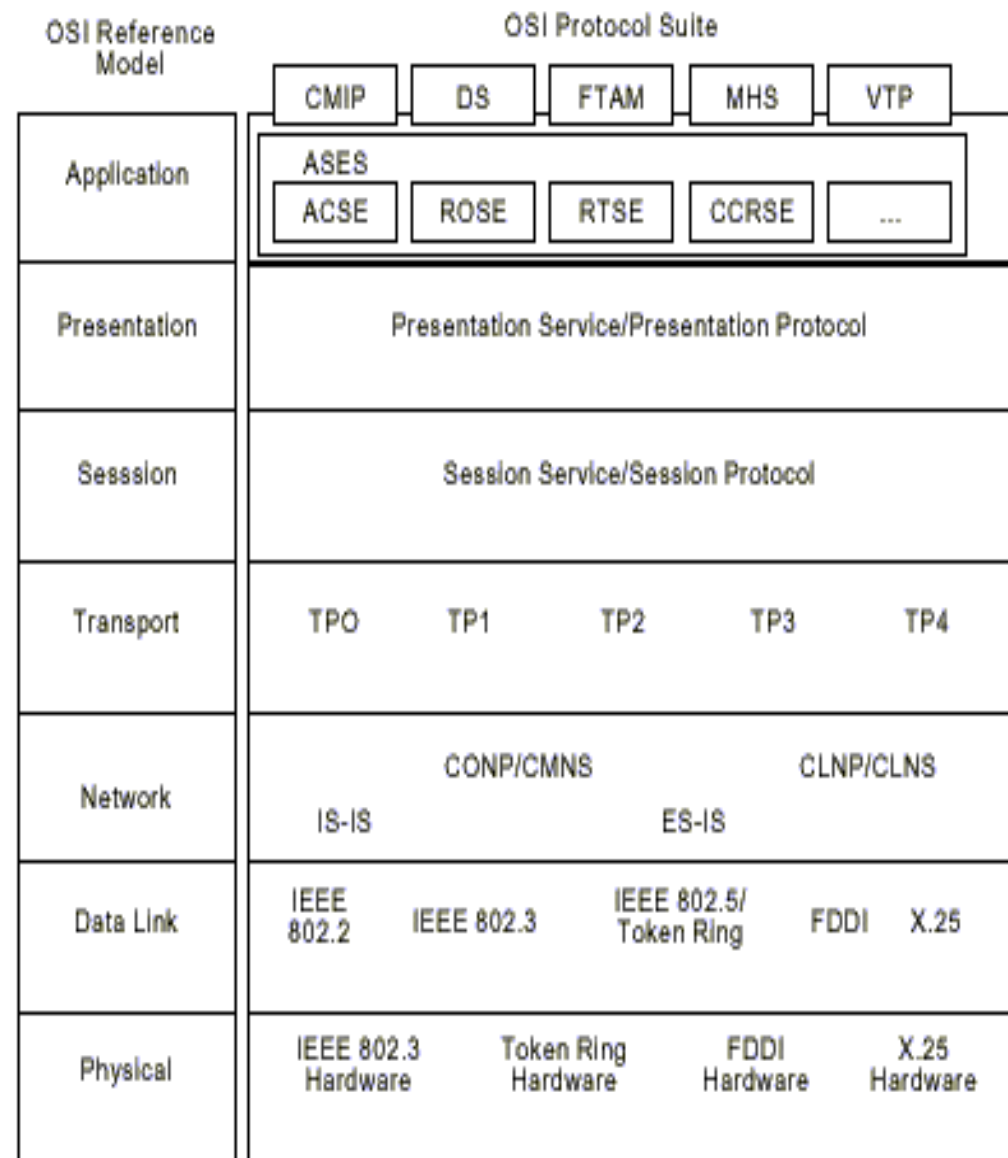 OSI Reference
Model
OSI Protocol Suite
CMIP
DS
FTAM
MHS
VTP
Application
ASES
ACSE
ROSE
RTSE
CCRSE
...
Presentation
Presentation Service/Presentation Protocol
Sesssion
Session Service/Session Protocol
Transport
TPO
TP1
TP2
TP3
TP4
Network
CONP/CMNS
CLNP/CLNS
IS-IS
ES-IS
Data Link
IEEE
802.2
IEEE 802.3
IEEE 802.5/
Token Ring
FDDI
X.25
Physical
IEEE 802.3
Hardware
Token Ring
Hardware
FDDI
Hardware
X.25
Hardware